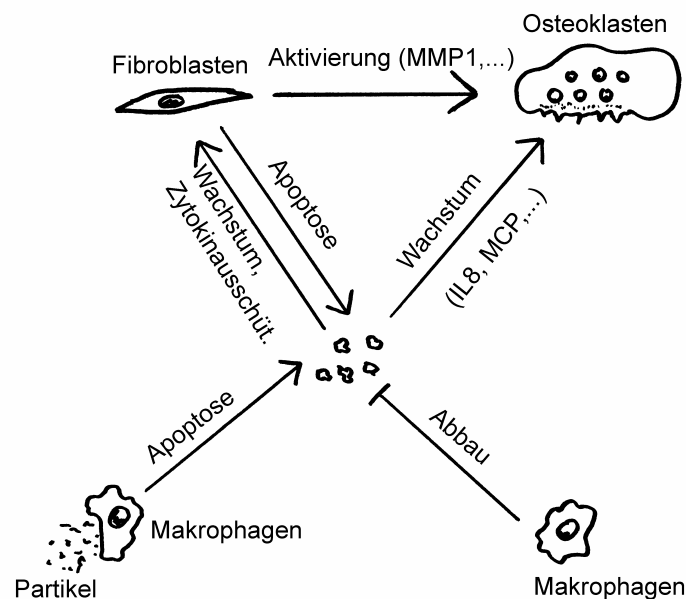 Osteoklasten
Fibroblasten
Aktivierung (MMP1,...)
Apoptose
Wachstum,
Zytokinausschüt.
Wachstum
(IL8, MCP,...)
Apoptose
Abbau
Makrophagen
Partikel
Makrophagen